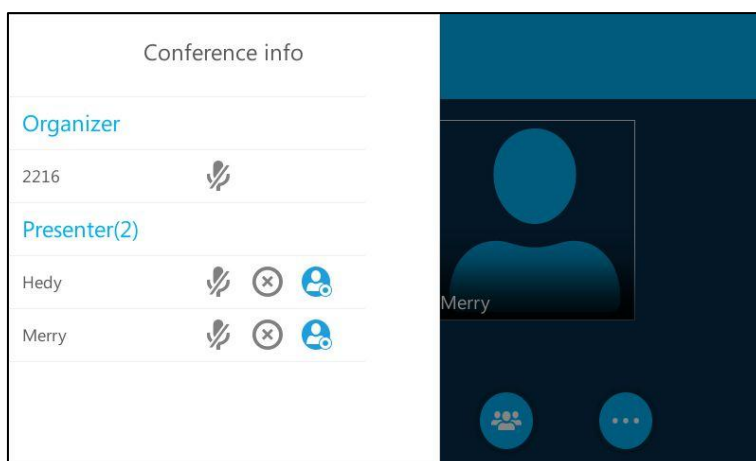 Conference info
Organizer
2216
Presenter(2)
Hedy
Merry
Merry